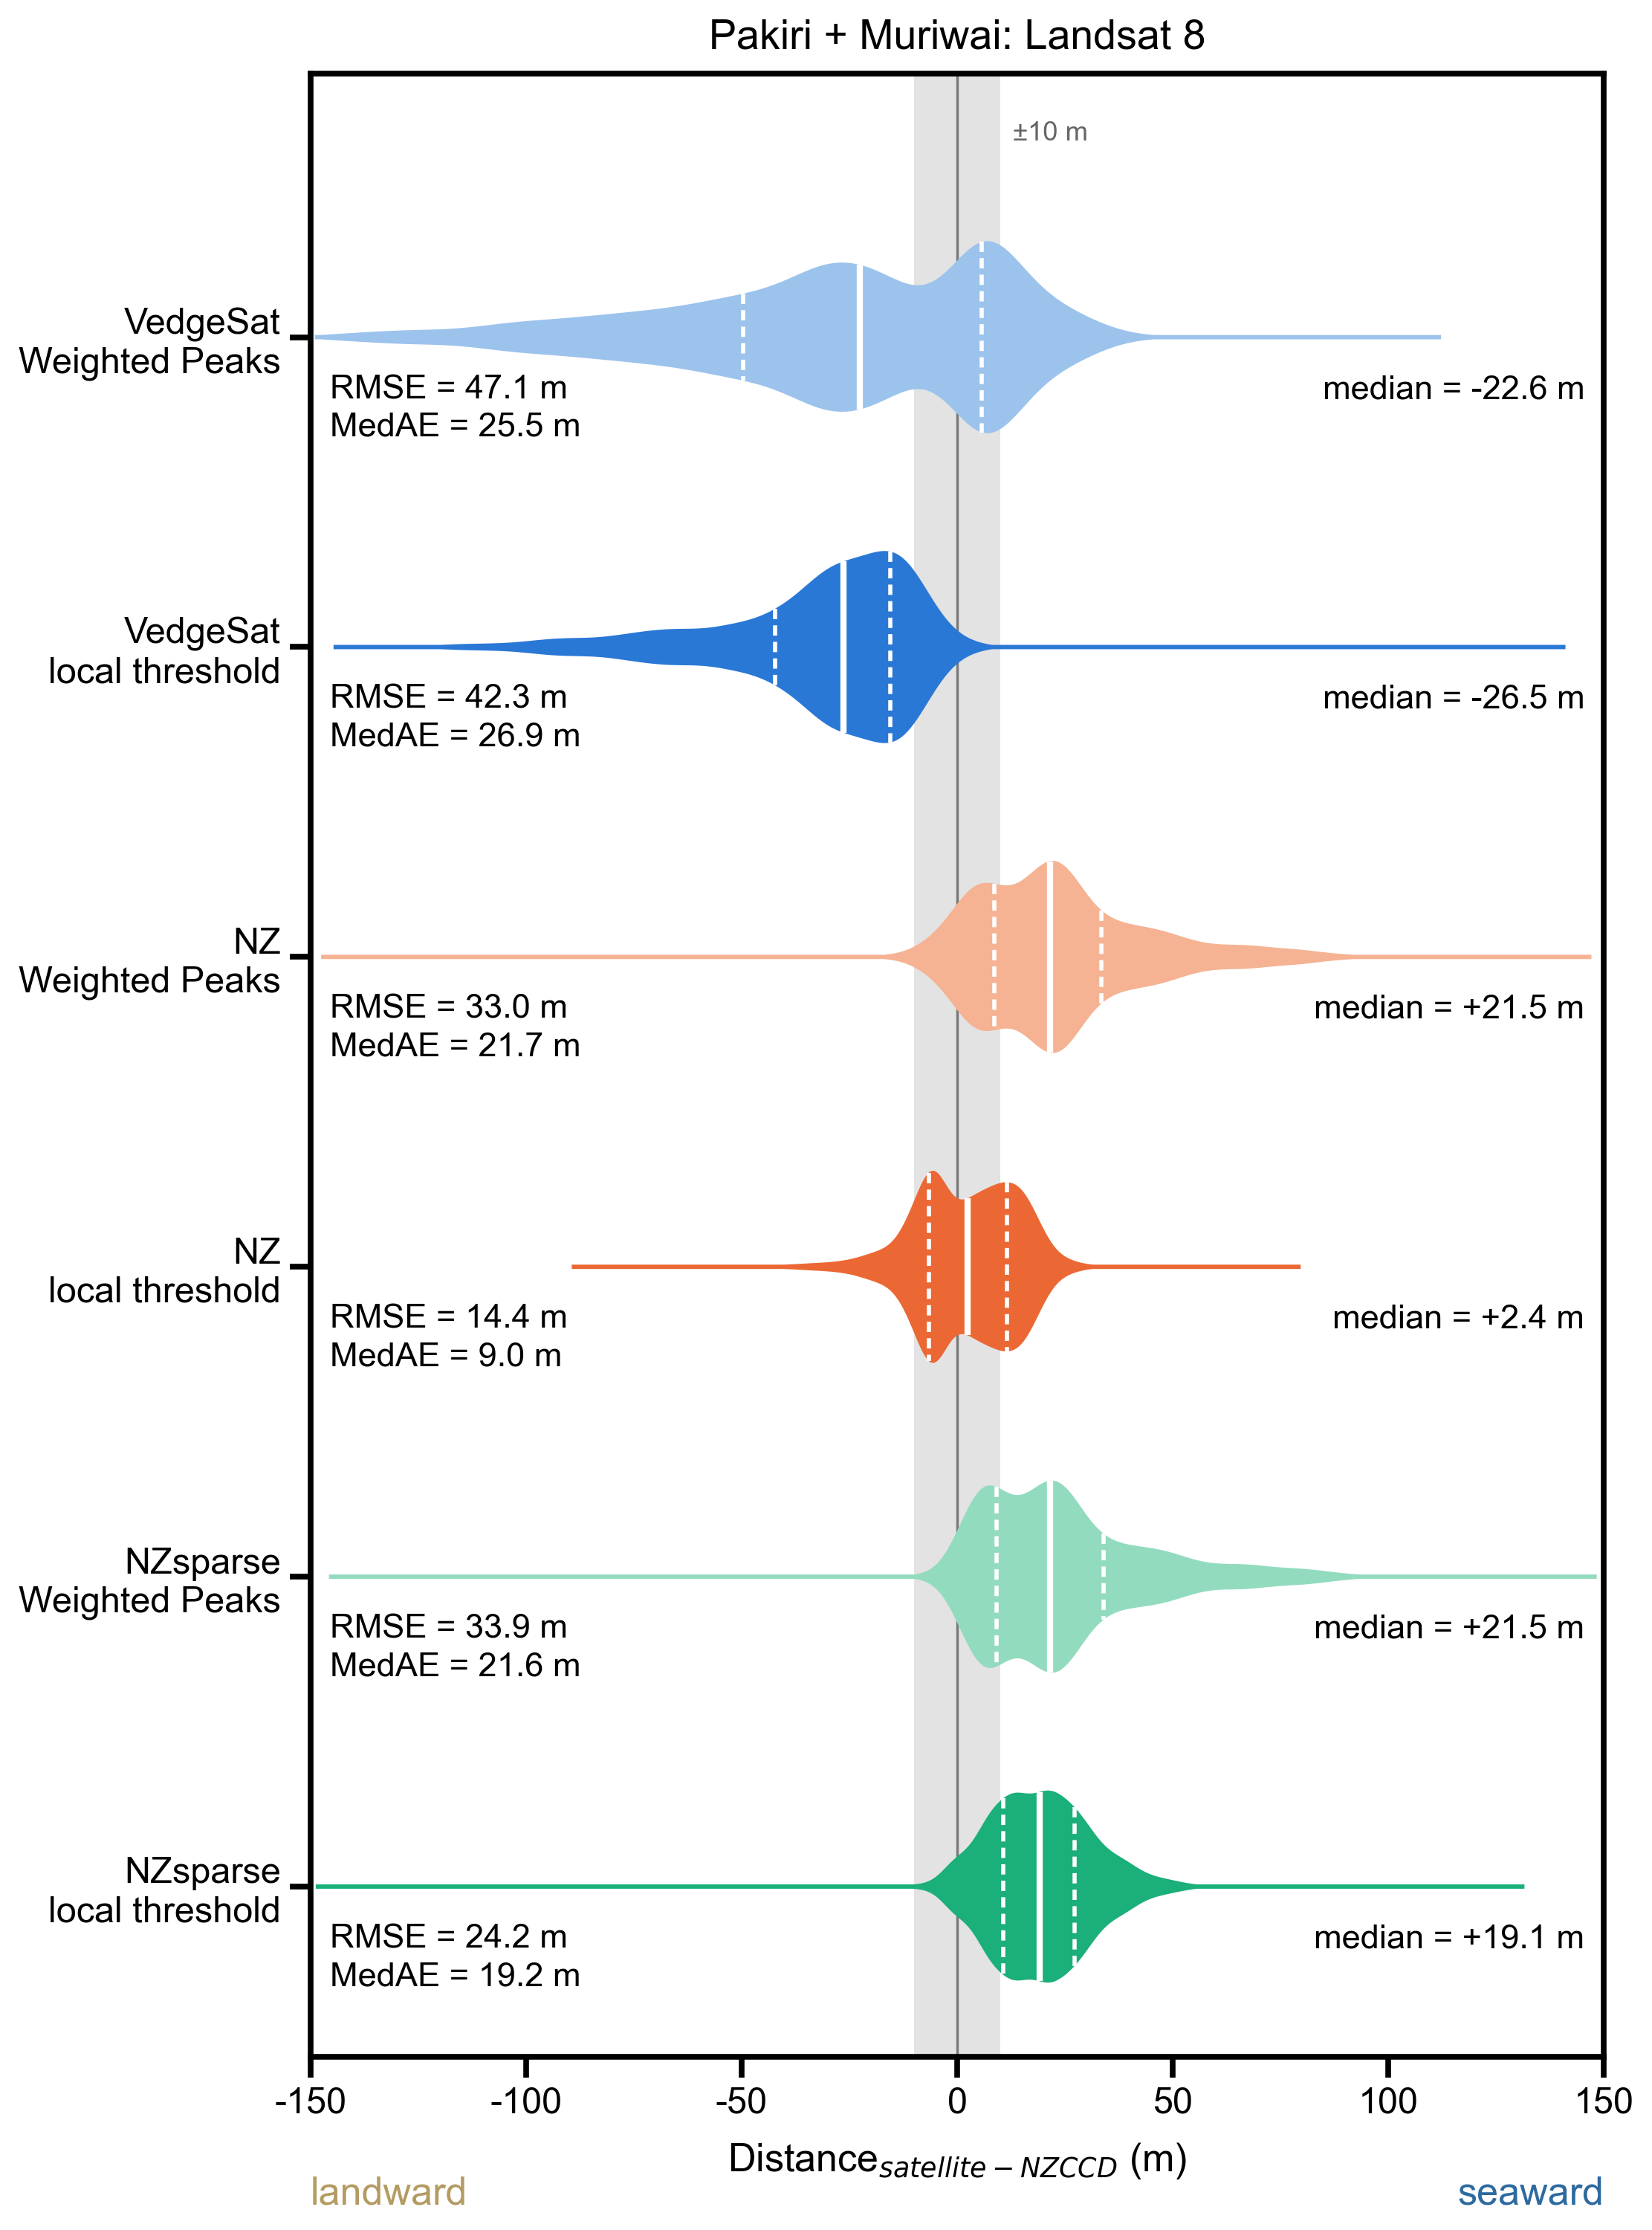 Pakiri + Muriwai: Landsat 8
±10 m
VedgeSat
Weighted Peaks
RMSE = 47.1 m
MedAE = 25.5 m
median = -22.6 m
VedgeSat
local threshold
RMSE = 42.3 m
MedAE = 26.9 m
median = -26.5 m
NZ
Weighted Peaks
RMSE = 33.0 m
MedAE = 21.7 m
median = +21.5 m
NZ
local threshold
RMSE = 14.4 m
MedAE = 9.0 m
median = +2.4 m
NZsparse
Weighted Peaks
RMSE = 33.9 m
MedAE = 21.6 m
median = +21.5 m
NZsparse
local threshold
RMSE = 24.2 m
MedAE = 19.2 m
median = +19.1 m
-150 -100 -50 0 50 100 150
Distance satellite − NZCCD (m)
landward seaward